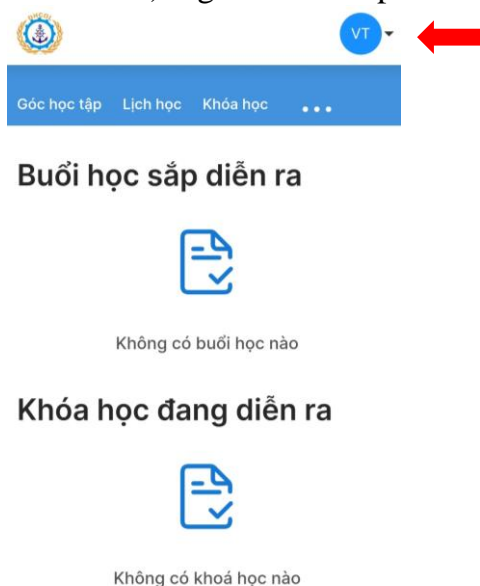 VT
Góc học tập Lịch học Khóa học ...
Buổi học sắp diễn ra
Không có buổi học nào
Khóa học đang diễn ra
Không có khoá học nào